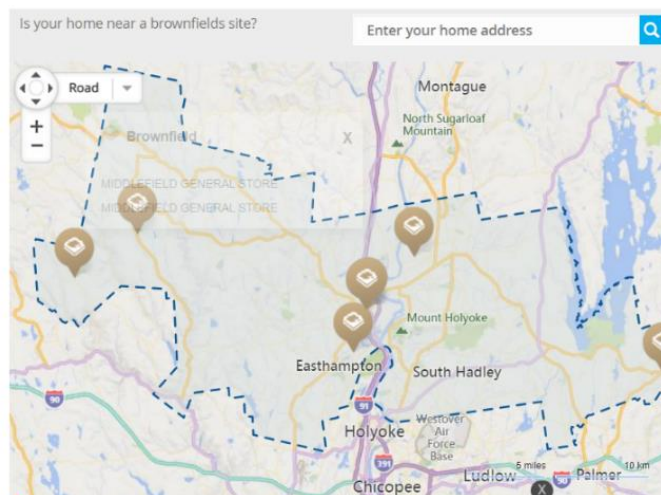 Is your home near a brownfields site?
Enter your home address
Road
Montague
North Sugarloaf
Mountain
+
Brownfield
X
−
MIDDLEFIELD GENERAL STORE
MIDDLEFIELD GENERAL STORE
Mount Holyoke
Easthampton
South Hadley
90
91
Westover
Air
Force
Base
Holyoke
391
5 miles
10 km
Ludlow
90
Palmer
Chicopee
X